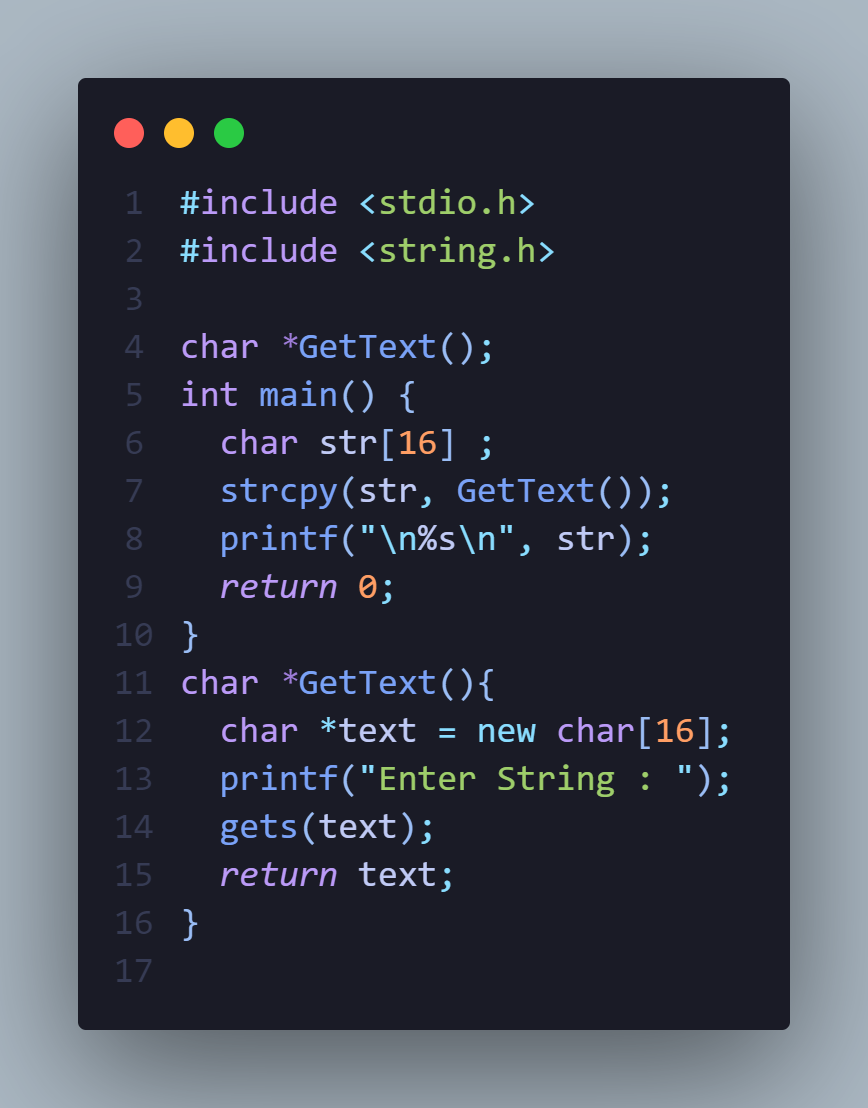 1 #include <stdio.h>
2 #include <string.h>
3
4 char *GetText();
5 int main() {
6   char str[16] ;
7   strcpy(str, GetText());
8   printf("\n%s\n", str);
9   return 0;
10 }
11 char *GetText(){
12   char *text = new char[16];
13   printf("Enter String : ");
14   gets(text);
15   return text;
16 }
17